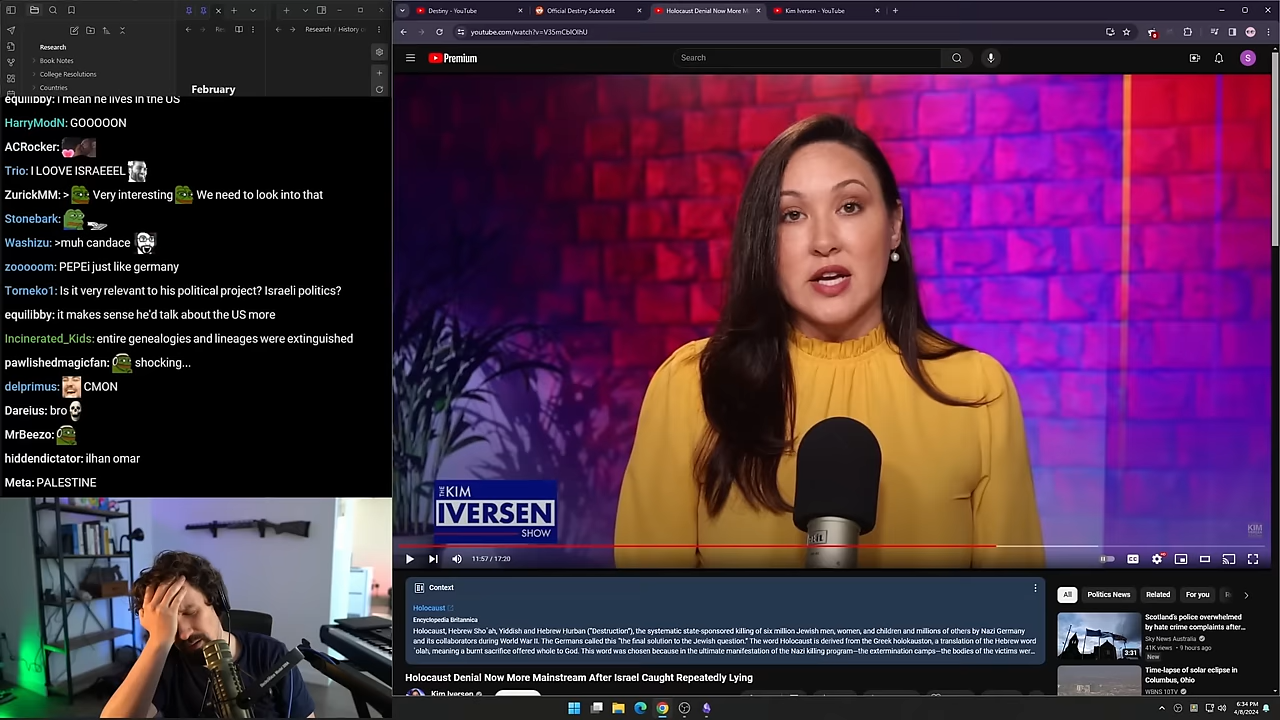 Research
Book Notes
College Resolutions
Countries
Research / History o
February
equilibby: I mean he lives in the US
HarryModN: GOOOOON
ACRocker:
Trio: I LOOVE ISRAEEEL
ZurickMM: > Very interesting We need to look into that
Stonebark:
Washizu: >muh candace
zooooom: PEPEi just like germany
Torneko1: Is it very relevant to his political project? Israeli politics?
equilibby: it makes sense he'd talk about the US more
Incinerated_Kids: entire genealogies and lineages were extinguished
pawlishedmagicfan: shocking...
delprimus: CMON
Dareius: bro
MrBeezo:
hiddendictator: ilhan omar
Meta: PALESTINE
Destiny - YouTube
Official Destiny Subreddit
Holocaust Denial Now More M
Kim Iversen - YouTube
Premium
Search
S
THE KIM
IVERSEN
SHOW
KIM
11:57 / 17:20
Context
Holocaust
Encyclopedia Britannica
Holocaust, Hebrew Shoʾah, Yiddish and Hebrew Hurban ("Destruction"), the systematic state-sponsored killing of six million Jewish men, women, and children and millions of others by Nazi Germany
and its collaborators during World War II. The Germans called this "the final solution to the Jewish question." The word Holocaust is derived from the Greek holokauston, a translation of the Hebrew word
ʿolah, meaning a burnt sacrifice offered whole to God. This word was chosen because in the ultimate manifestation of the Nazi killing program—the extermination camps—the bodies of the victims wer...
Holocaust Denial Now More Mainstream After Israel Caught Repeatedly Lying
Kim Iversen
All
Politics News
Related
For you
Scotland's police overwhelmed
by hate crime complaints after...
Sky News Australia
41K views • 9 hours ago
New
3:31
Time-lapse of solar eclipse in
Columbus, Ohio
WBNS 10TV
6:34 PM
4/8/2024